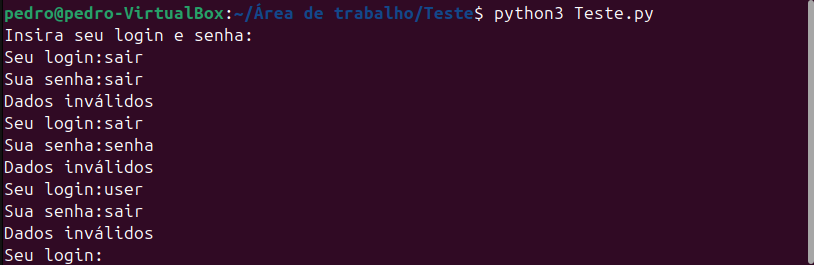 pedro@pedro-VirtualBox:~/Área de trabalho/Teste$ python3 Teste.py
Insira seu login e senha:
Seu login:sair
Sua senha:sair
Dados inválidos
Seu login:sair
Sua senha:senha
Dados inválidos
Seu login:user
Sua senha:sair
Dados inválidos
Seu login: